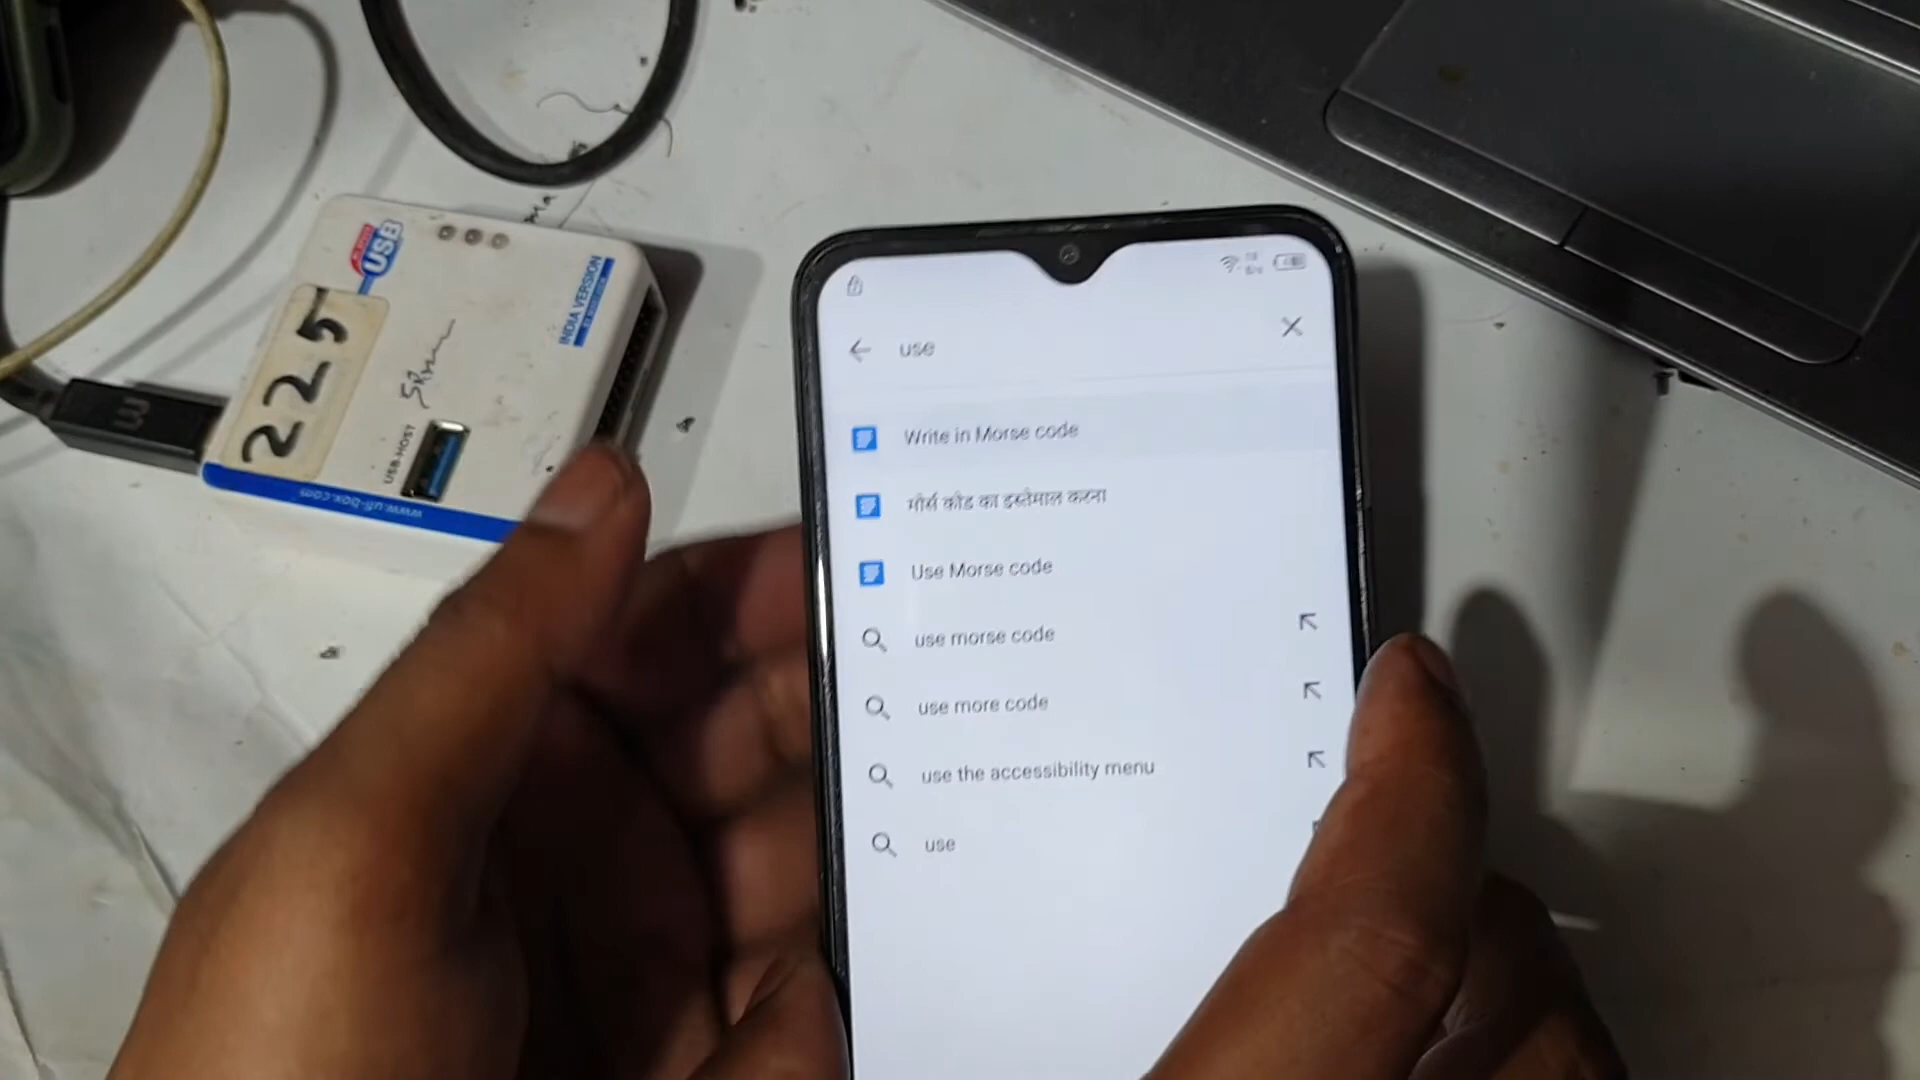 use
Write in Morse code
मोर्स कोड का इस्तेमाल करना
Use Morse code
use morse code
use more code
use the accessibility menu
use
USB
INDIA VERSION
225
USB-HOST
www.ufi-box.com